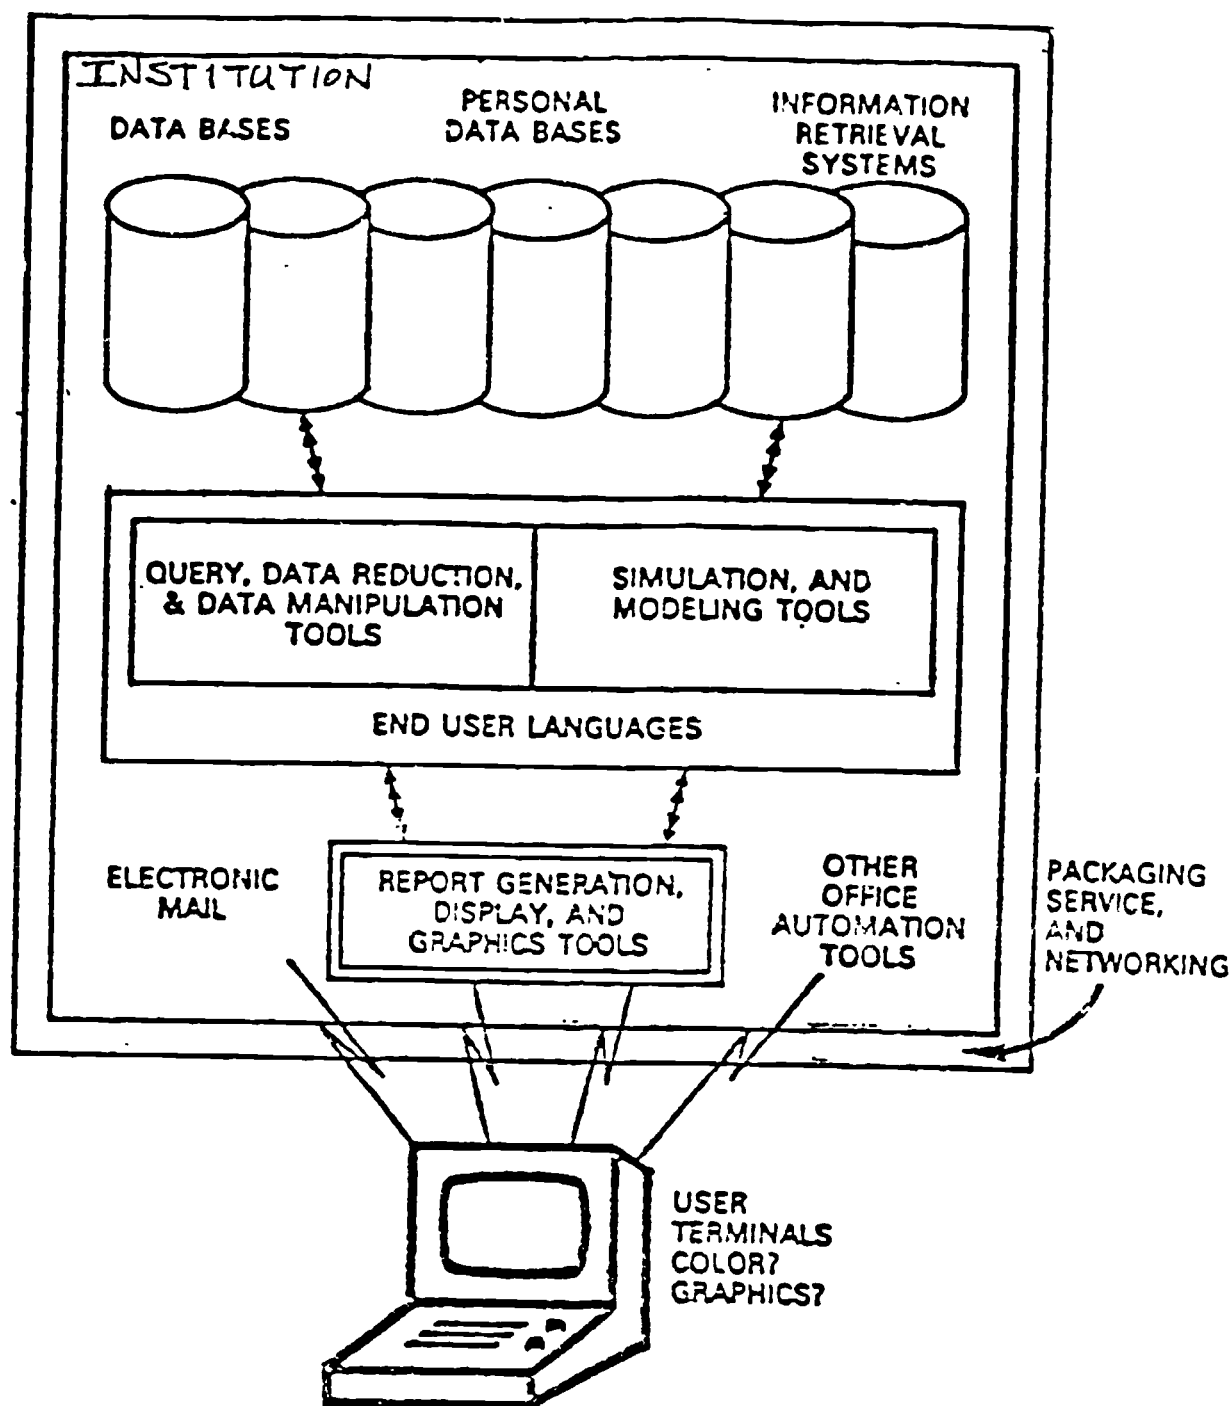 INSTITUTION
DATA BASES
PERSONAL
DATA BASES
INFORMATION
RETRIEVAL
SYSTEMS
QUERY, DATA REDUCTION,
& DATA MANIPULATION
TOOLS
SIMULATION, AND
MODELING TOOLS
END USER LANGUAGES
ELECTRONIC
MAIL
REPORT GENERATION,
DISPLAY, AND
GRAPHICS TOOLS
OTHER
OFFICE
AUTOMATION
TOOLS
PACKAGING
SERVICE,
AND
NETWORKING
USER
TERMINALS
COLOR?
GRAPHICS?